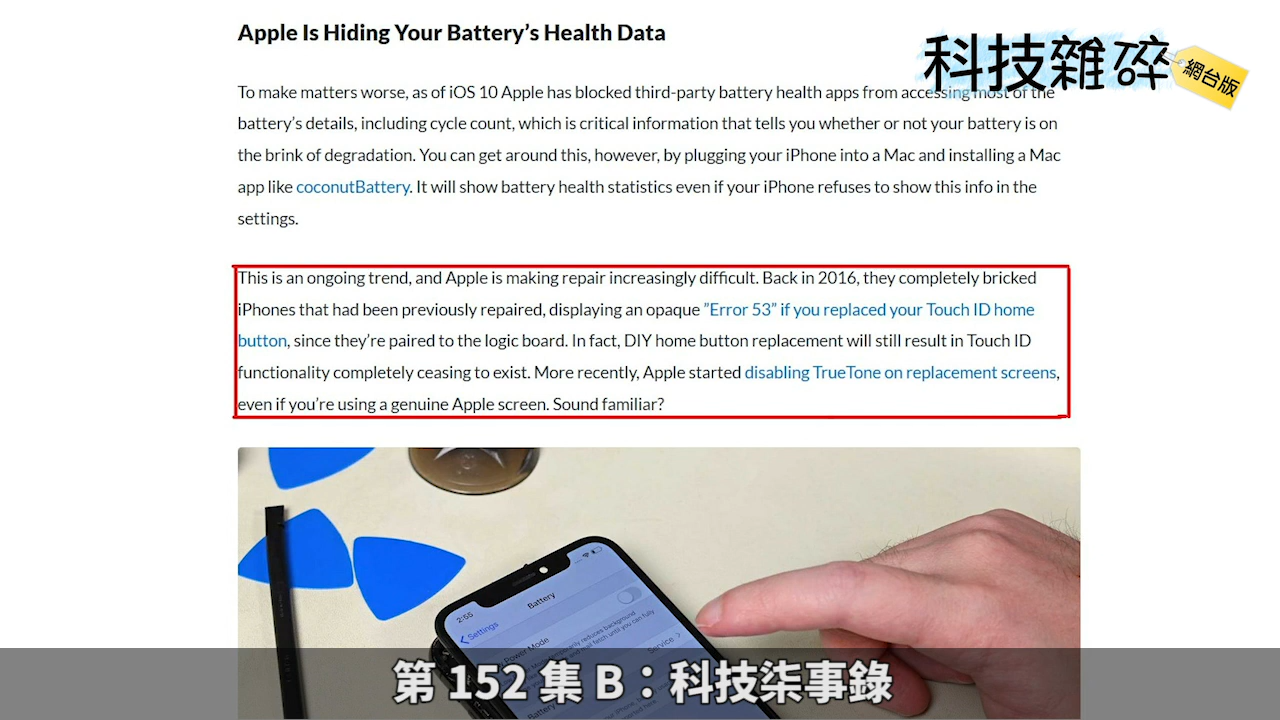 Apple Is Hiding Your Battery's Health Data
科技雜碎
網台版
To make matters worse, as of iOS 10 Apple has blocked third-party battery health apps from accessing most of the
battery's details, including cycle count, which is critical information that tells you whether or not your battery is on
the brink of degradation. You can get around this, however, by plugging your iPhone into a Mac and installing a Mac
app like coconutBattery. It will show battery health statistics even if your iPhone refuses to show this info in the
settings.
This is an ongoing trend, and Apple is making repair increasingly difficult. Back in 2016, they completely bricked
iPhones that had been previously repaired, displaying an opaque ”Error 53” if you replaced your Touch ID home
button, since they're paired to the logic board. In fact, DIY home button replacement will still result in Touch ID
functionality completely ceasing to exist. More recently, Apple started disabling TrueTone on replacement screens,
even if you're using a genuine Apple screen. Sound familiar?
2:55
Settings
Battery
Power Mode
Service
Battery
第 152 集 B：科技柒事錄